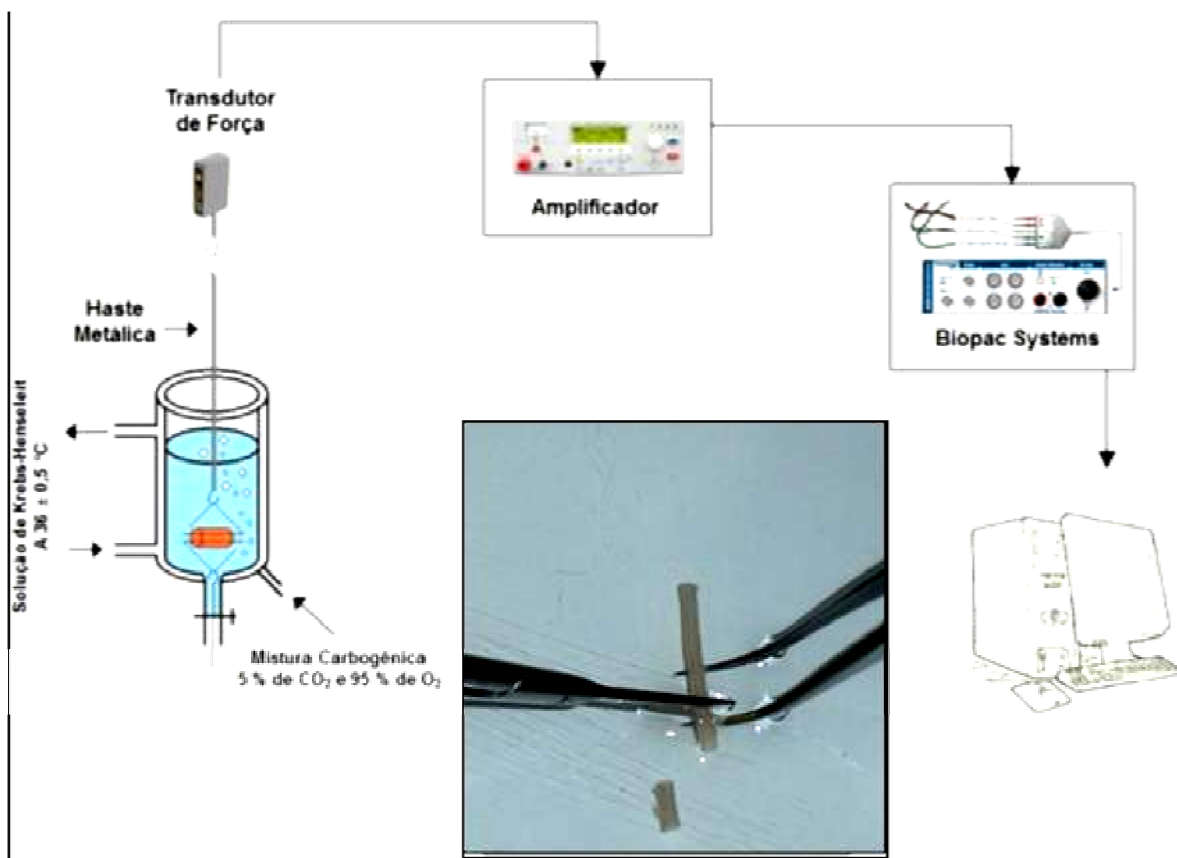 Transdutor
de Força
Amplificador
Biopac Systems
Haste
Metálica
Solução de Krebs-Henseleit
A 36 ± 0,5 °C
Mistura Carbogênica
5 % de CO₂ e 95 % de O₂